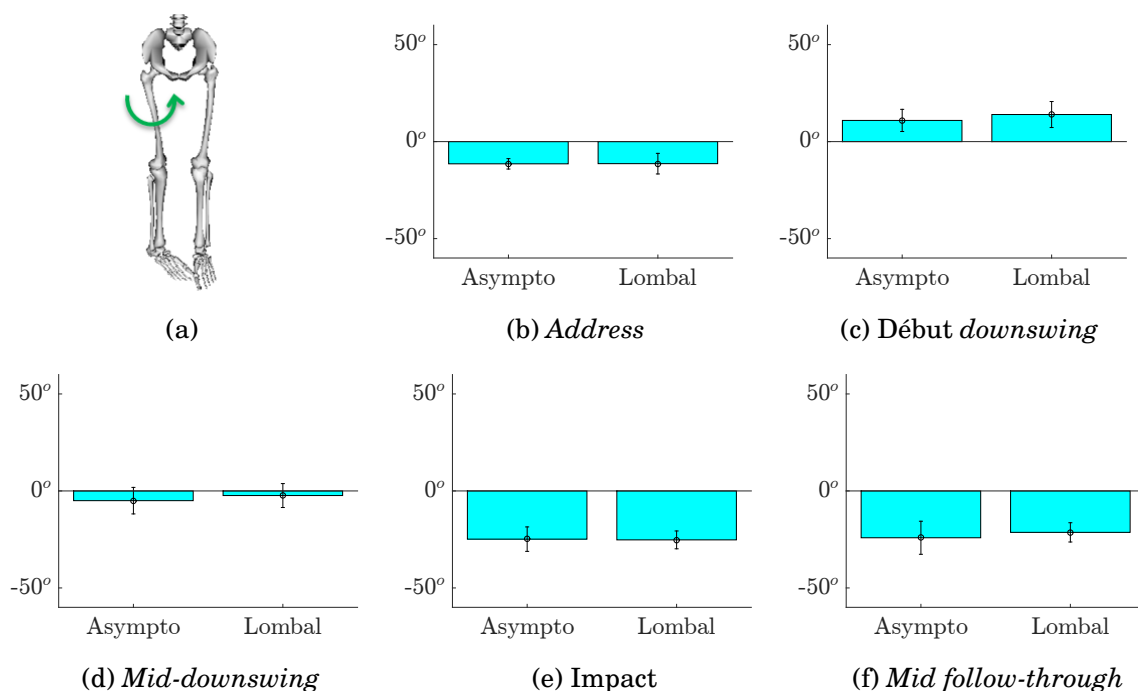 50°
0°
-50°
Asympto Lombal
50°
0°
-50°
Asympto Lombal
(a)
(b) Address
(c) Début downswing
50°
0°
-50°
Asympto Lombal
50°
0°
-50°
Asympto Lombal
50°
0°
-50°
Asympto Lombal
(d) Mid-downswing
(e) Impact
(f) Mid follow-through